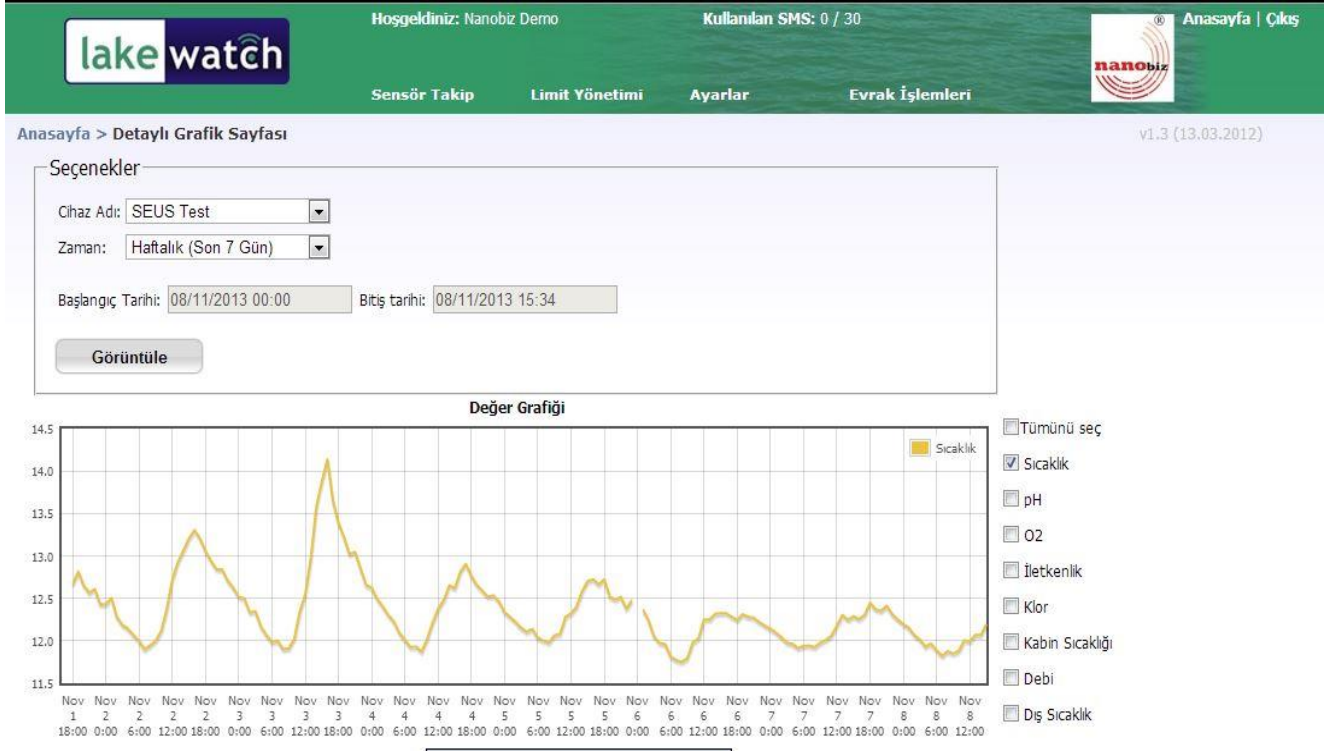 lake watch
Hoşgeldiniz: Nanobiz Demo
Kullanılan SMS: 0 / 30
nanobiz ®
Anasayfa | Çıkış
Sensör Takip Limit Yönetimi Ayarlar Evrak İşlemleri
Anasayfa > Detaylı Grafik Sayfası
v1.3 (13.03.2012)
Seçenekler
Cihaz Adı: SEUS Test
Zaman: Haftalık (Son 7 Gün)
Başlangıç Tarihi: 08/11/2013 00:00 Bitiş tarihi: 08/11/2013 15:34
Görüntüle
Değer Grafiği
14.5
14.0
13.5
13.0
12.5
12.0
11.5
Sıcaklık
Nov Nov Nov Nov Nov Nov Nov Nov Nov Nov Nov Nov Nov Nov Nov Nov Nov Nov Nov Nov Nov Nov Nov Nov Nov Nov Nov Nov
1 2 2 2 2 3 3 3 3 4 4 4 4 5 5 5 5 6 6 6 6 7 7 7 7 8 8 8
18:00 0:00 6:00 12:00 18:00 0:00 6:00 12:00 18:00 0:00 6:00 12:00 18:00 0:00 6:00 12:00 18:00 0:00 6:00 12:00 18:00 0:00 6:00 12:00 18:00 0:00 6:00 12:00
Tümünü seç
Sıcaklık
pH
O2
İletkenlik
Klor
Kabin Sıcaklığı
Debi
Dış Sıcaklık